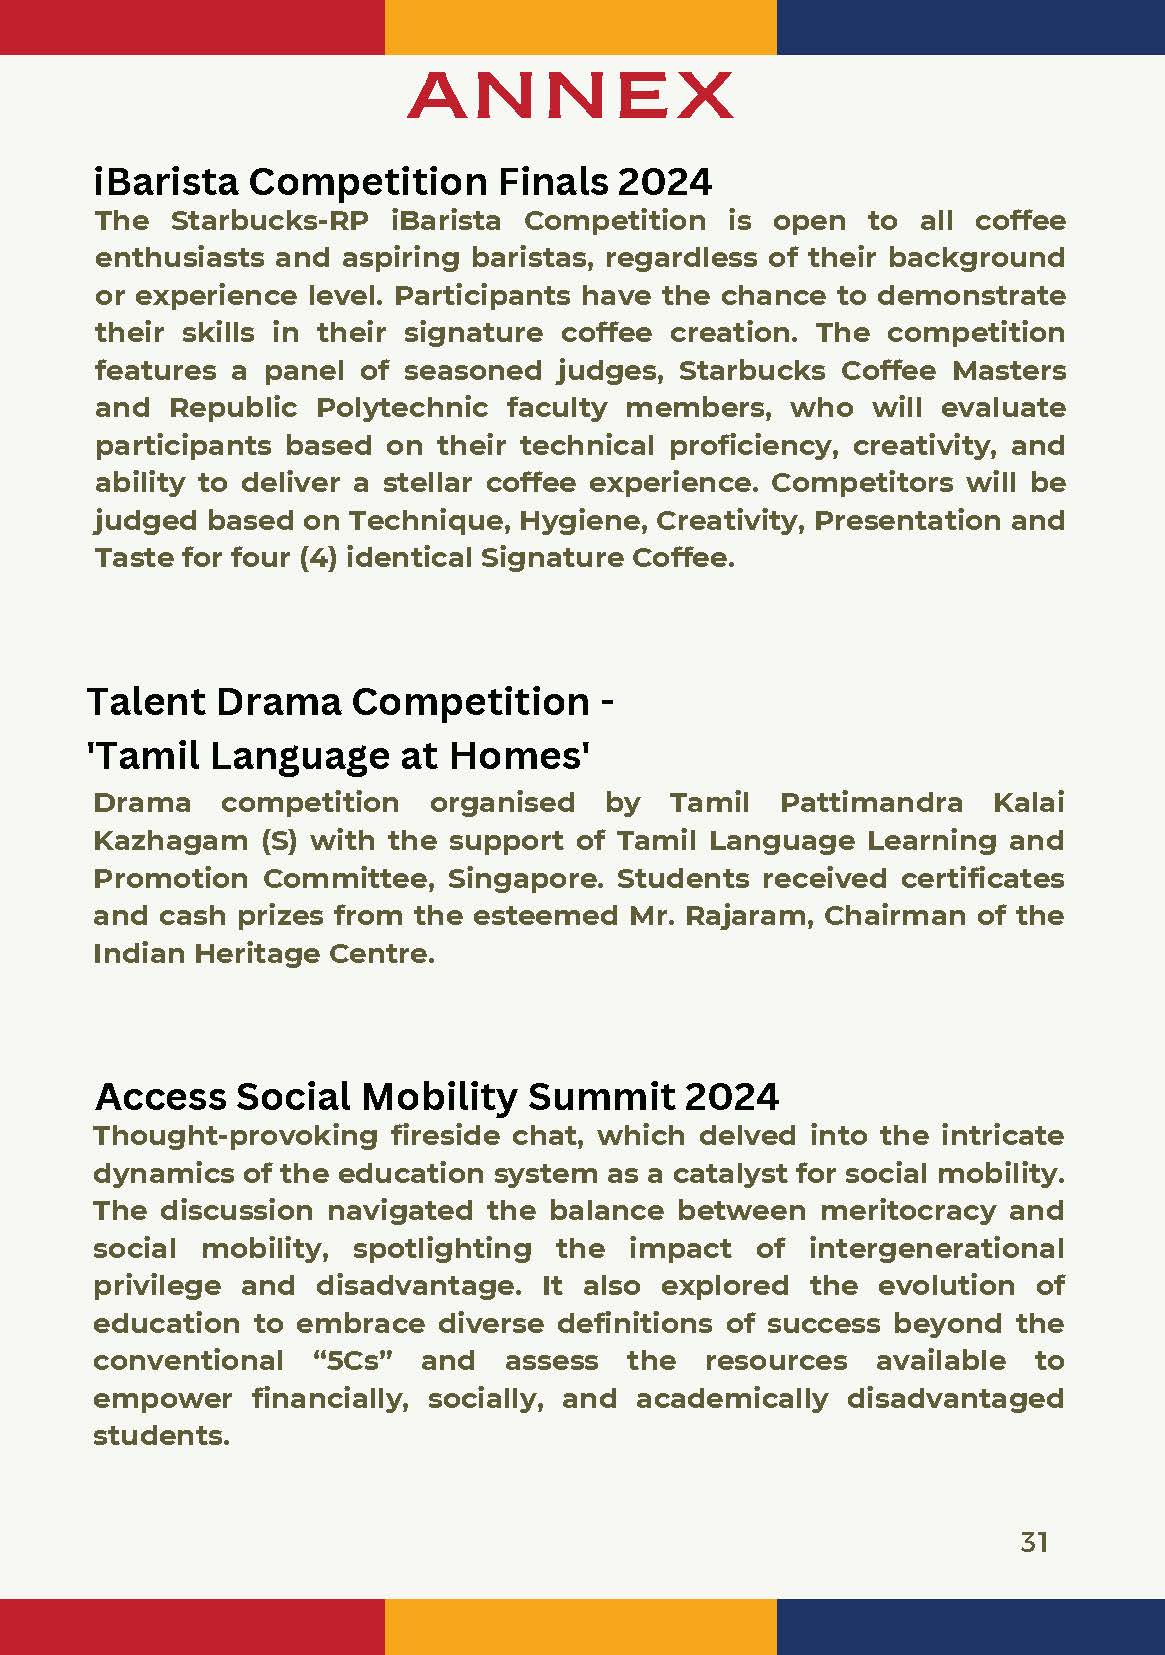 ANNEX
iBarista Competition Finals 2024
The Starbucks-RP iBarista Competition is open to all coffee
enthusiasts and aspiring baristas, regardless of their background
or experience level. Participants have the chance to demonstrate
their skills in their signature coffee creation. The competition
features a panel of seasoned judges, Starbucks Coffee Masters
and Republic Polytechnic faculty members, who will evaluate
participants based on their technical proficiency, creativity, and
ability to deliver a stellar coffee experience. Competitors will be
judged based on Technique, Hygiene, Creativity, Presentation and
Taste for four (4) identical Signature Coffee.
Talent Drama Competition -
'Tamil Language at Homes'
Drama competition organised by Tamil Pattimandra Kalai
Kazhagam (S) with the support of Tamil Language Learning and
Promotion Committee, Singapore. Students received certificates
and cash prizes from the esteemed Mr. Rajaram, Chairman of the
Indian Heritage Centre.
Access Social Mobility Summit 2024
Thought-provoking fireside chat, which delved into the intricate
dynamics of the education system as a catalyst for social mobility.
The discussion navigated the balance between meritocracy and
social mobility, spotlighting the impact of intergenerational
privilege and disadvantage. It also explored the evolution of
education to embrace diverse definitions of success beyond the
conventional “5Cs” and assess the resources available to
empower financially, socially, and academically disadvantaged
students.
31